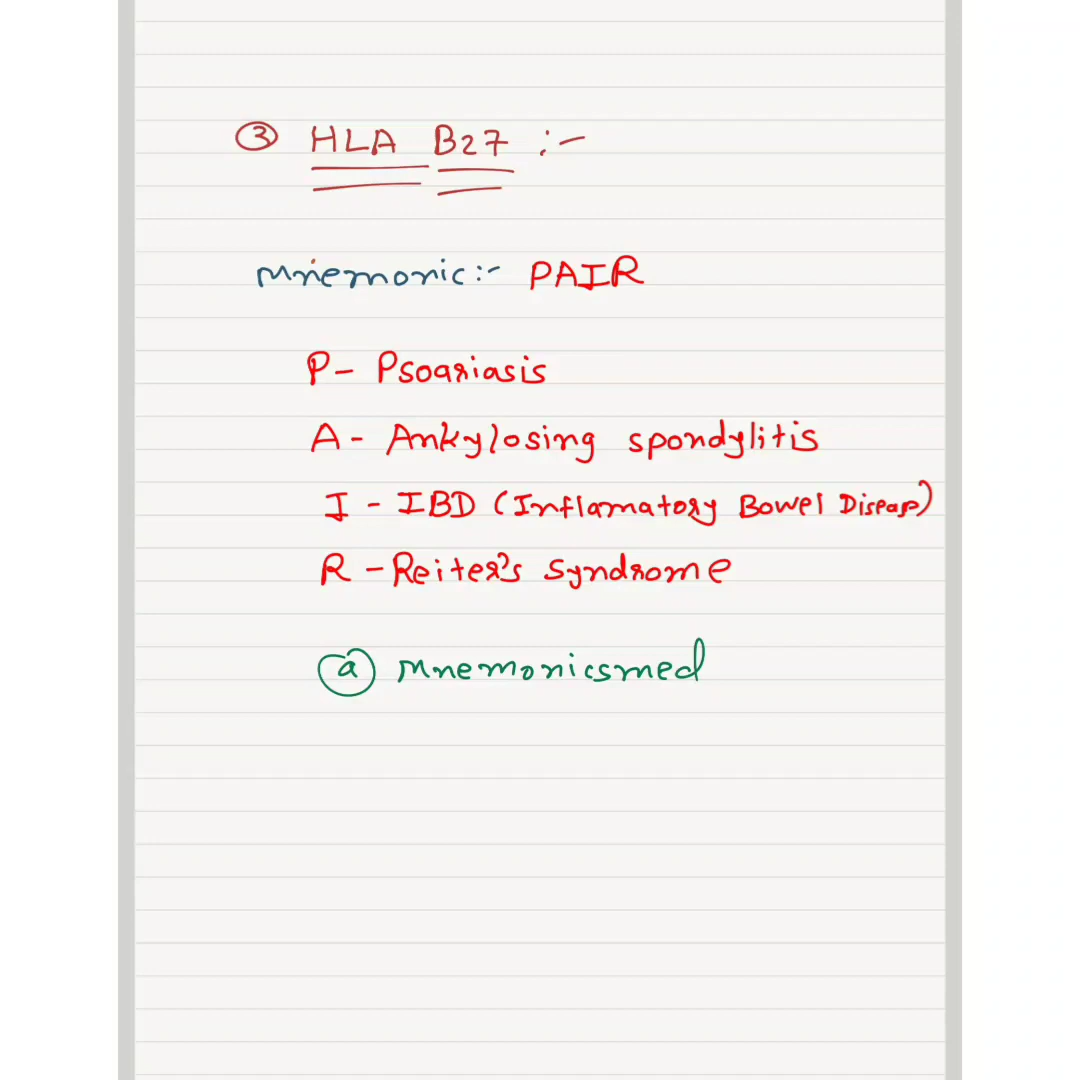 ③ HLA B27 :-
Mnemonic:- PAIR
P- Psoariasis
A- Ankylosing spondylitis
I - IBD (Inflamatory Bowel Disease)
R - Reiter's syndrome
@ Mnemonicsmed